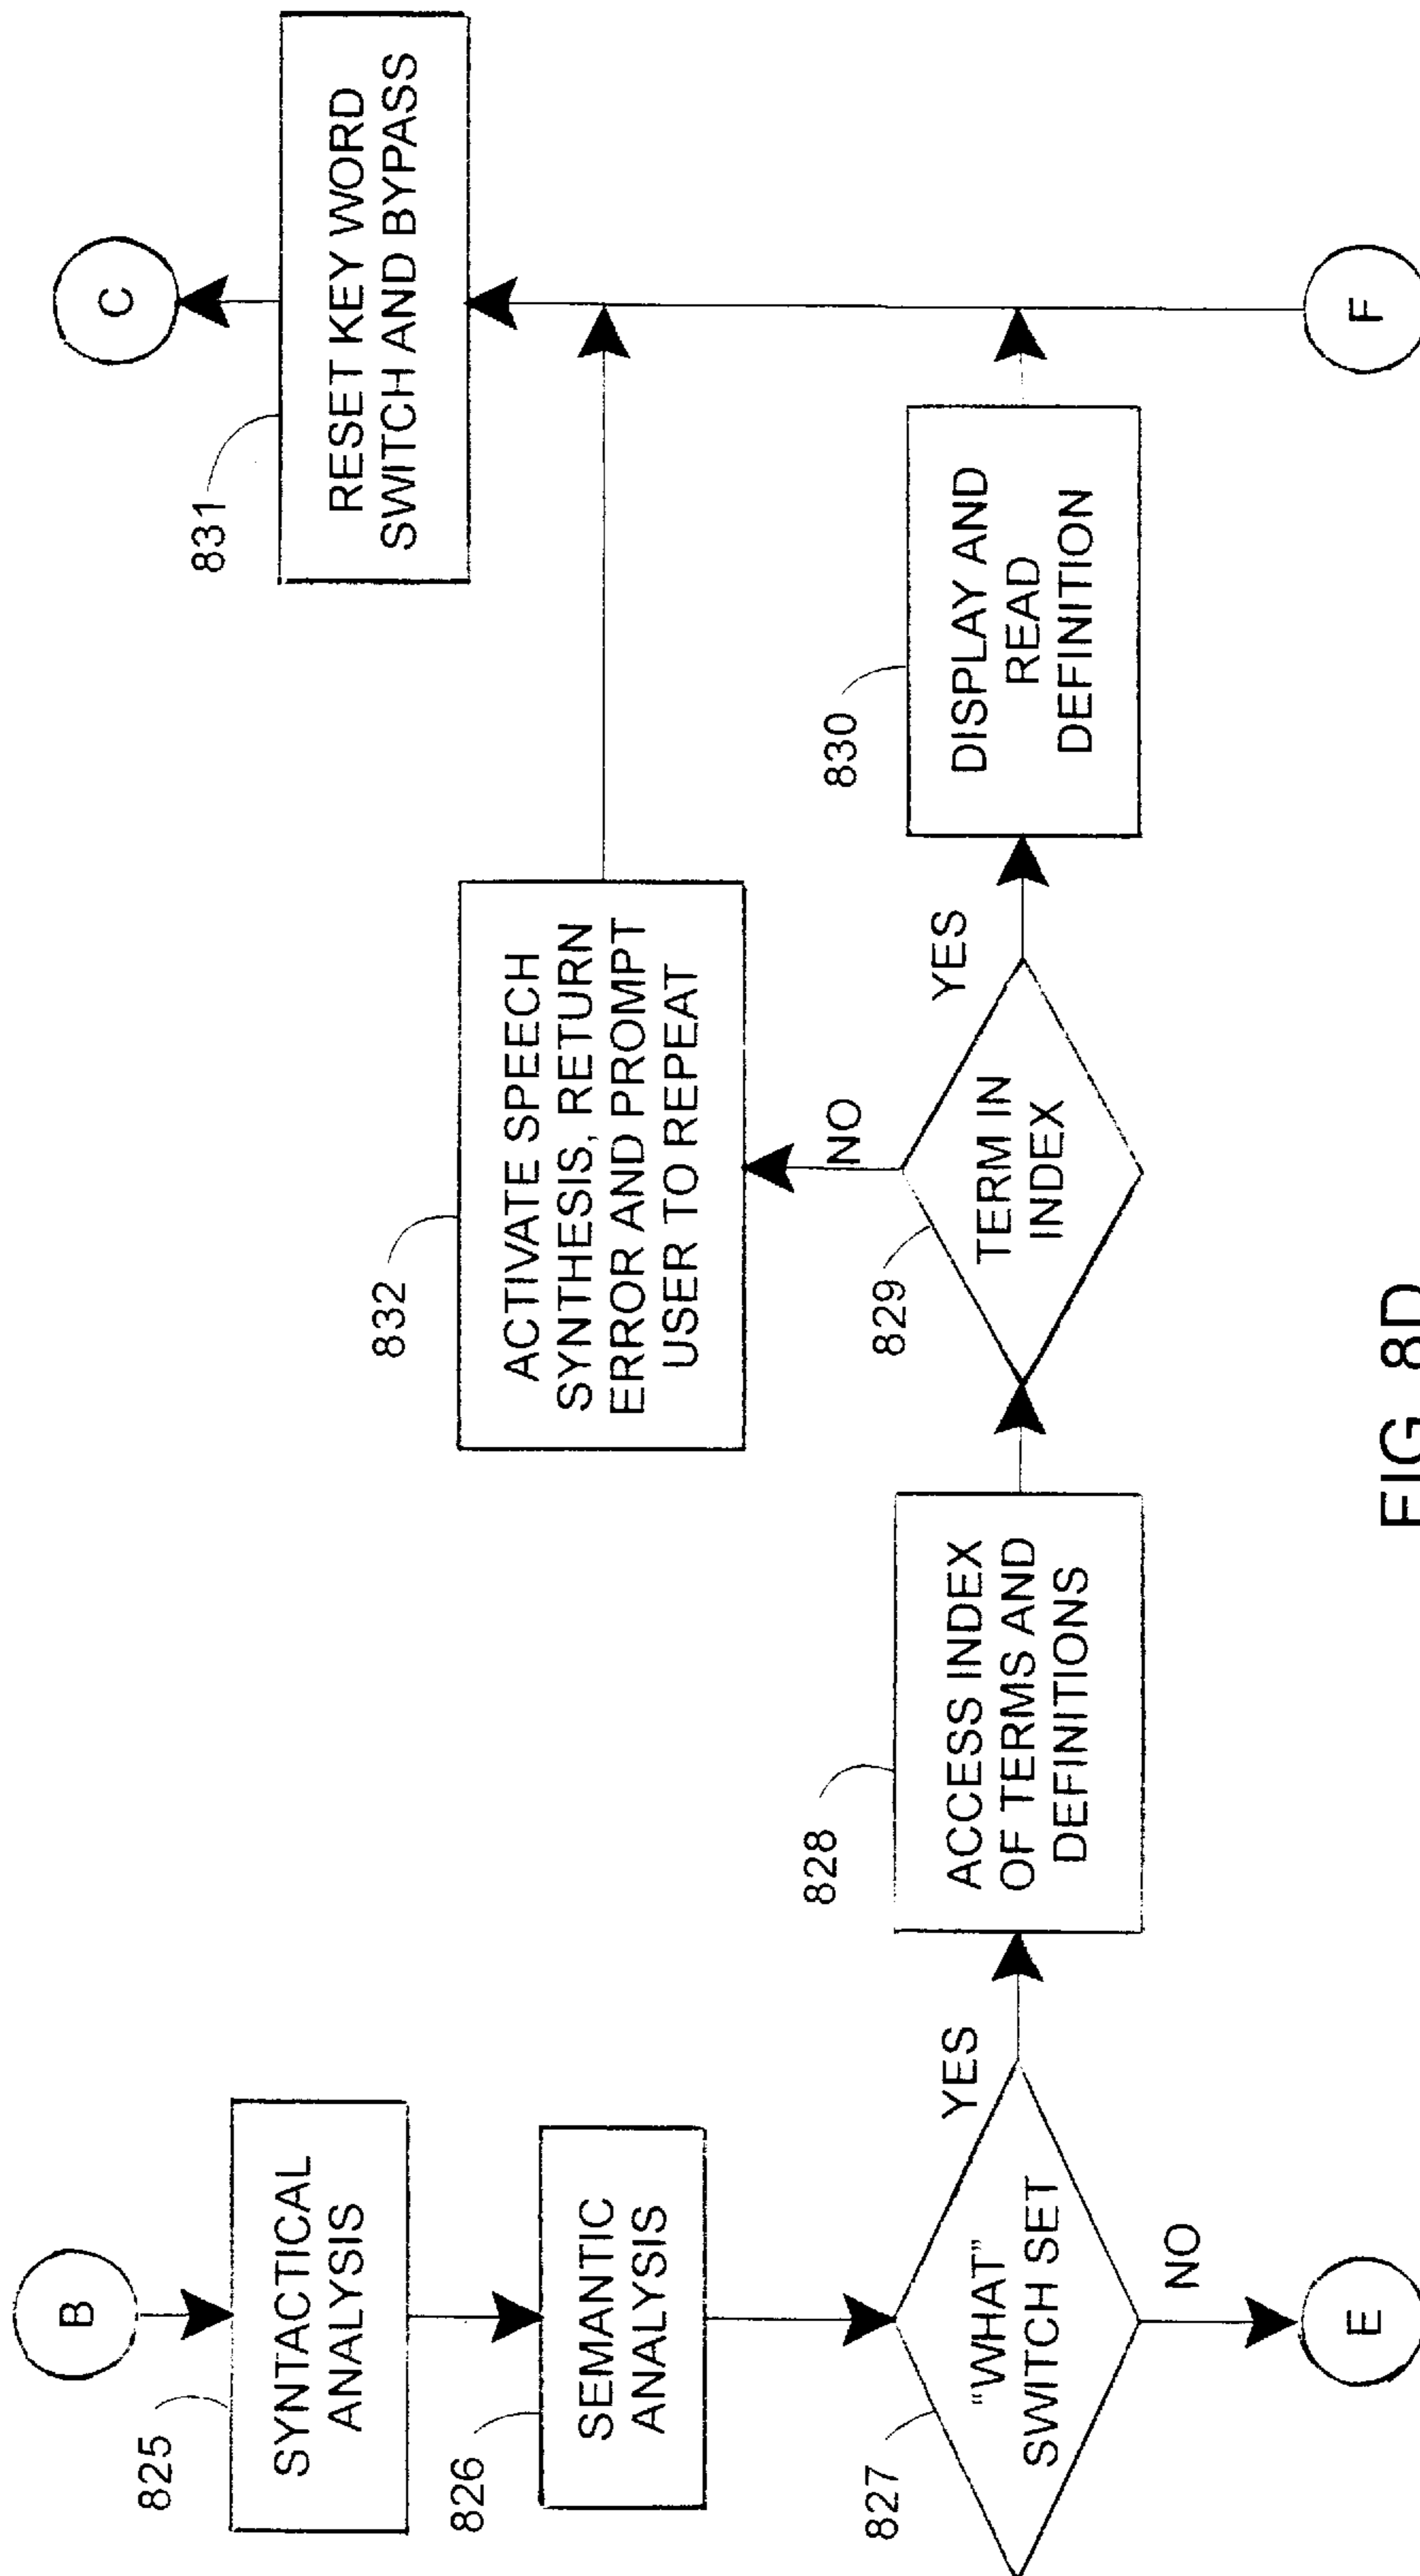 B
825
SYNTACTICAL
ANALYSIS
826
SEMANTIC
ANALYSIS
827
“WHAT”
SWITCH SET
YES
NO
E
828
ACCESS INDEX
OF TERMS AND
DEFINITIONS
829
TERM IN
INDEX
NO
YES
832
ACTIVATE SPEECH
SYNTHESIS, RETURN
ERROR AND PROMPT
USER TO REPEAT
830
DISPLAY AND
READ
DEFINITION
831
RESET KEY WORD
SWITCH AND BYPASS
C
F
FIG. 8D